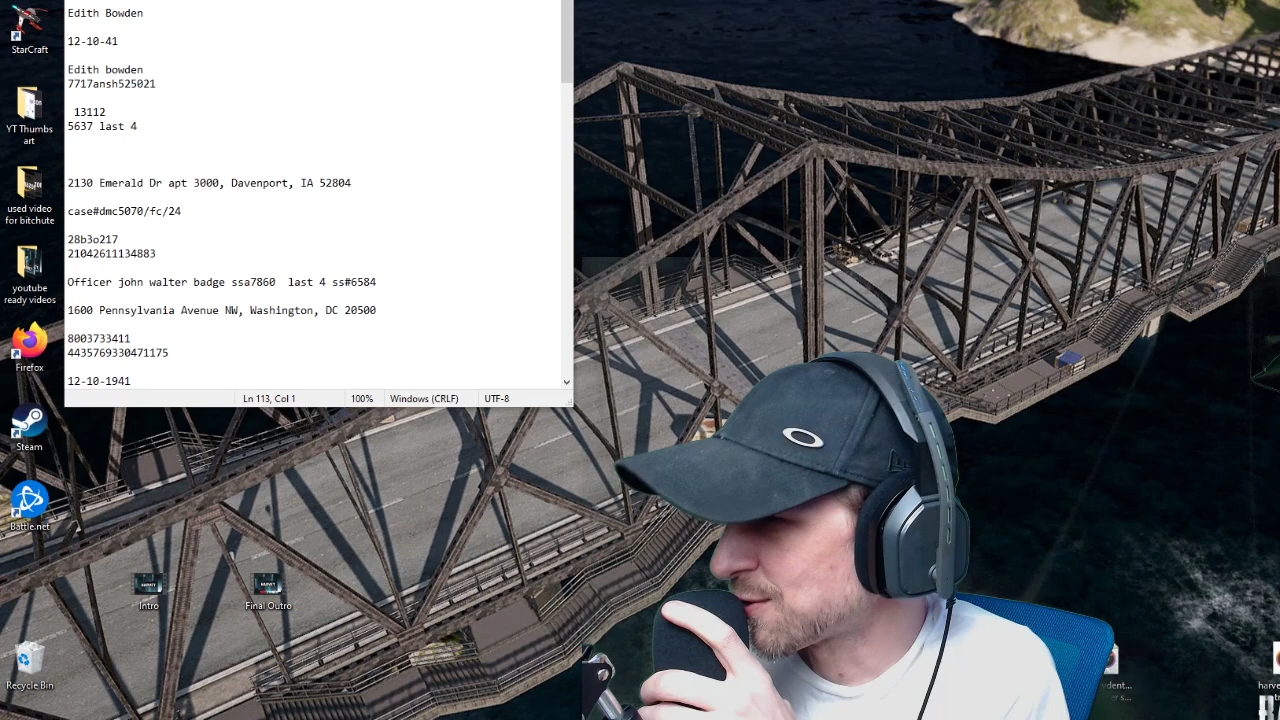 Edith Bowden
12-10-41
Edith bowden
7717ansh525021
13112
5637 last 4
2130 Emerald Dr apt 3000, Davenport, IA 52804
case#dmc5070/fc/24
28b3o217
21042611134883
Officer john walter badge ssa7860  last 4 ss#6584
1600 Pennsylvania Avenue NW, Washington, DC 20500
8003733411
4435769330471175
12-10-1941
Ln 113, Col 1
100%
Windows (CRLF)
UTF-8
StarCraft
YT Thumbs
art
used video
for bitchute
youtube
ready videos
Firefox
Steam
Battle.net
Intro
Final Outro
Recycle Bin